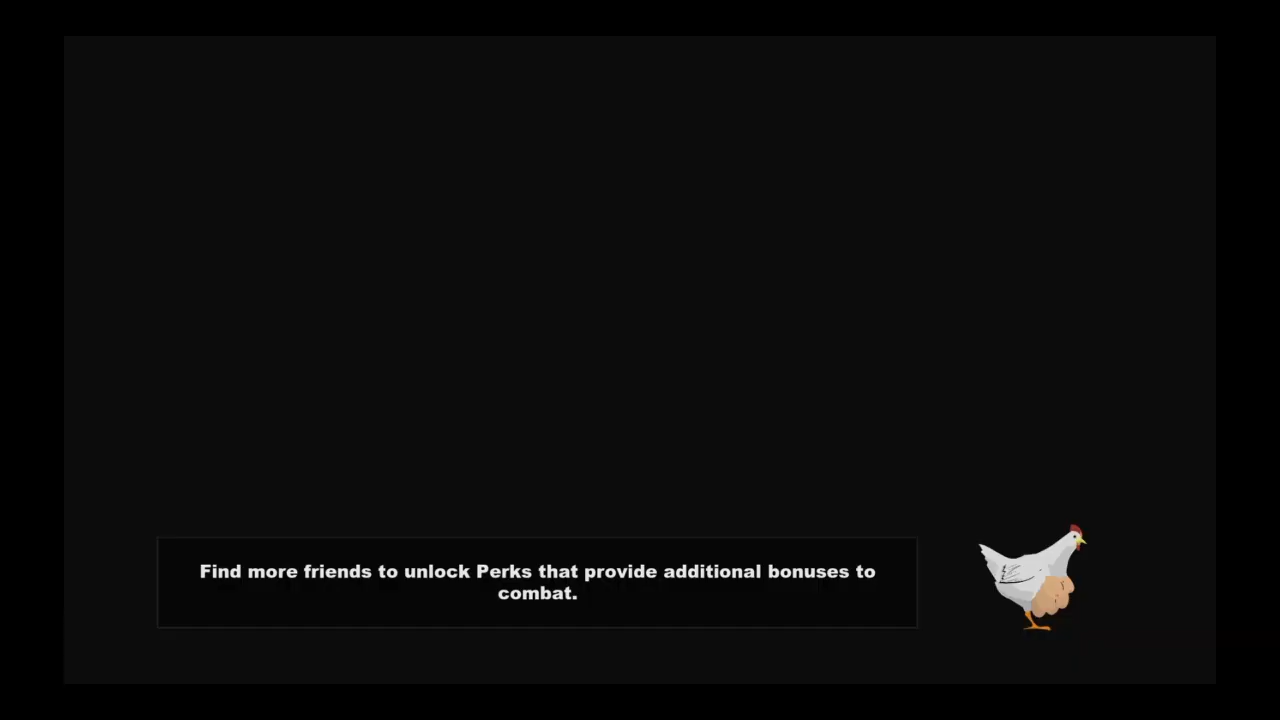 Find more friends to unlock Perks that provide additional bonuses to
combat.